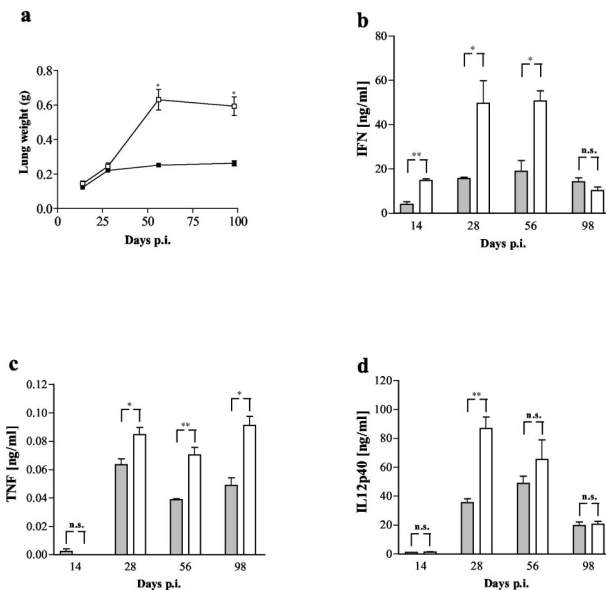 a
Lung weight (g)
0.8
0.6
0.4
0.2
0.0
*
*
0
25
50
75
100
Days p.i.
b
IFN [ng/ml]
80
60
40
20
0
**
*
*
n.s.
14
28
56
98
Days p.i.
c
TNF [ng/ml]
0.12
0.10
0.08
0.06
0.04
0.02
0.00
n.s.
*
**
*
14
28
56
98
Days p.i.
d
IL12p40 [ng/ml]
120
100
80
60
40
20
0
n.s.
**
n.s.
n.s.
14
28
56
98
Days p.i.